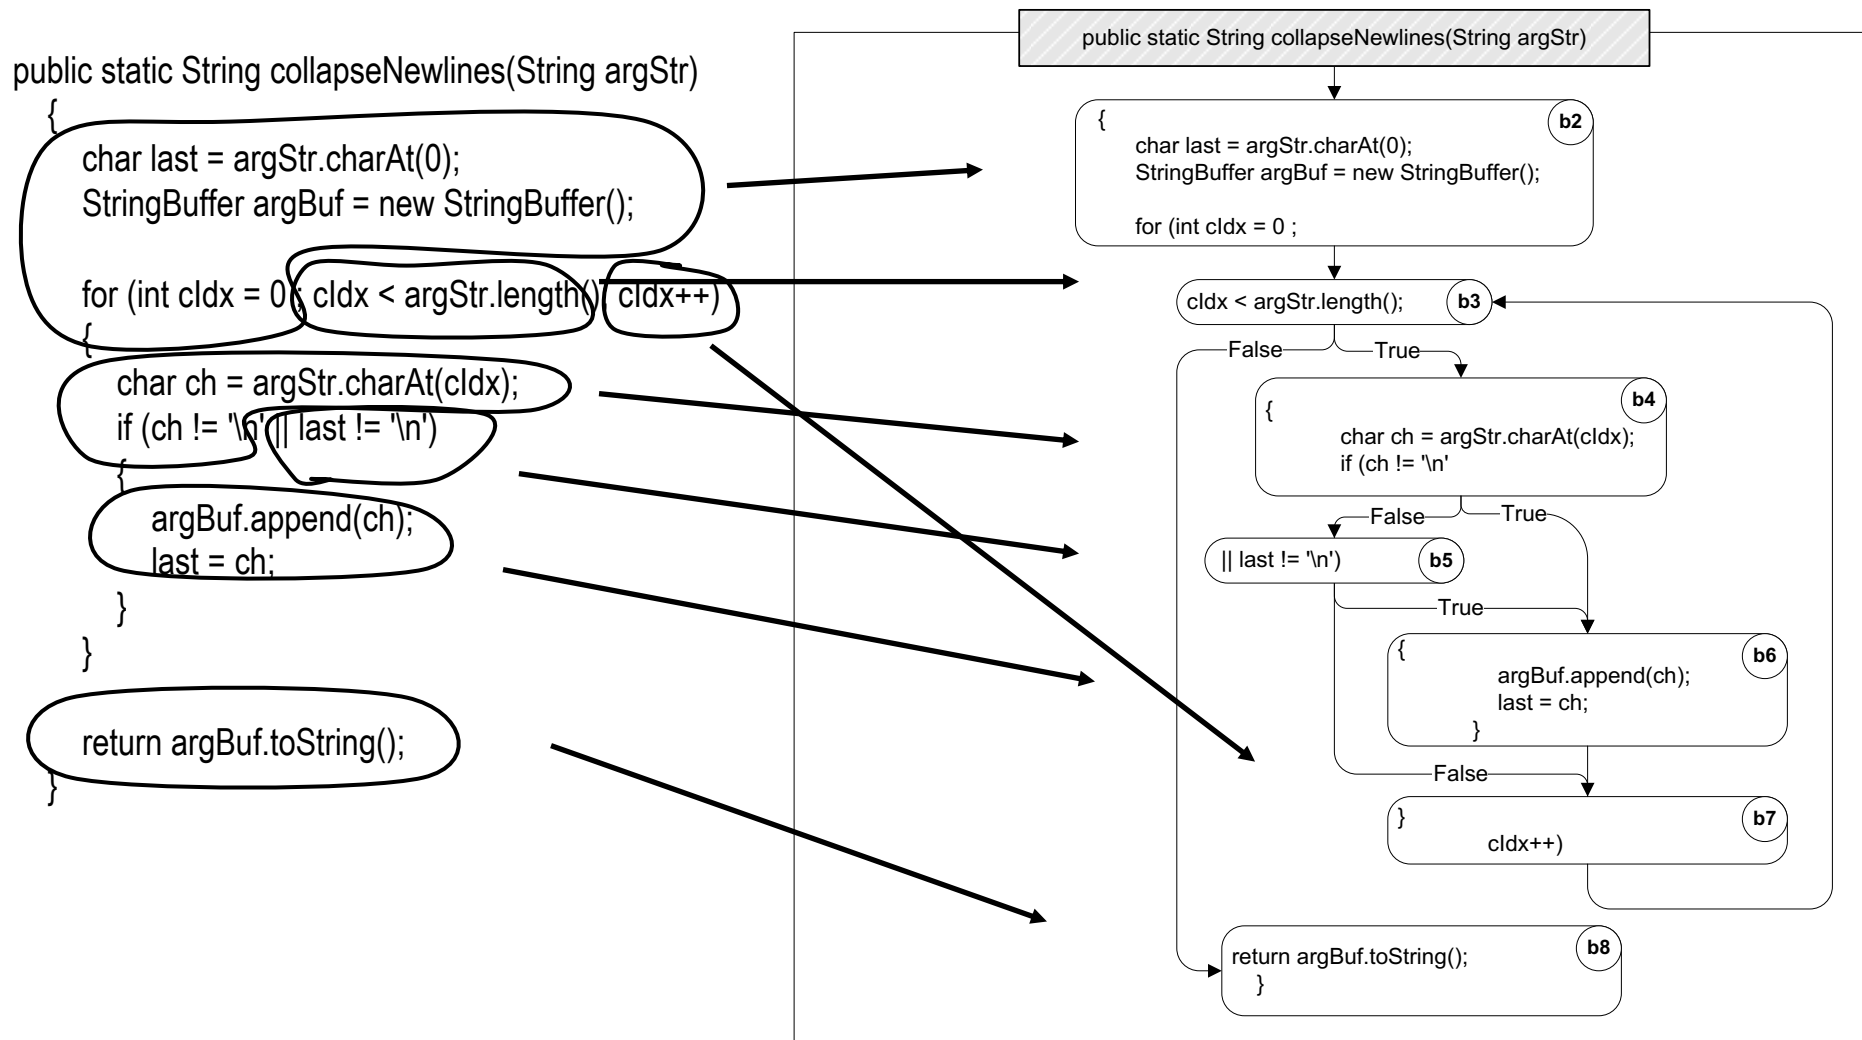 public static String collapseNewlines(String argStr)
{
char last = argStr.charAt(0);
StringBuffer argBuf = new StringBuffer();
for (int cIdx = 0 ; cIdx < argStr.length() cIdx++)
{
char ch = argStr.charAt(cIdx);
if (ch != '\n' || last != '\n')
{
argBuf.append(ch);
last = ch;
}
}
return argBuf.toString();
}
public static String collapseNewlines(String argStr)
{
b2
char last = argStr.charAt(0);
StringBuffer argBuf = new StringBuffer();
for (int cIdx = 0 ;
cIdx < argStr.length(); b3
False True
b4
{
char ch = argStr.charAt(cIdx);
if (ch != '\n'
False True
|| last != '\n') b5
True
{
b6
argBuf.append(ch);
last = ch;
}
False
} b7
cIdx++)
b8
return argBuf.toString();
}